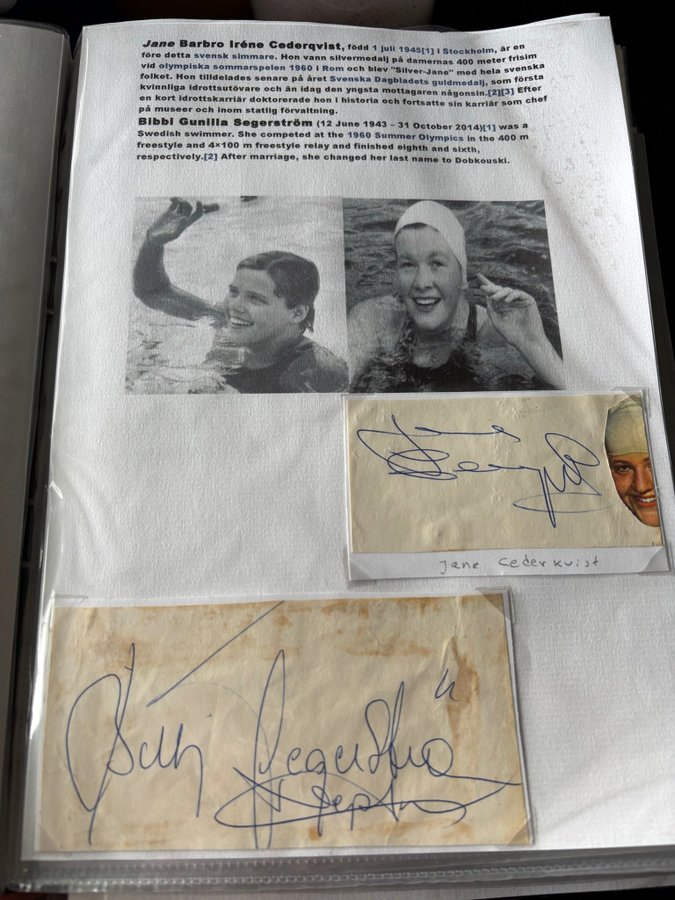 Jane Barbro Iréne Cederqvist, född 1 juli 1945[1] i Stockholm, är en
före detta svensk simmare. Hon vann silvermedalj på damernas 400 meter frisim
vid olympiska sommarspelen 1960 i Rom och blev "Silver-Jane" med hela svenska
folket. Hon tilldelades senare på året Svenska Dagbladets guldmedalj, som första
kvinnliga idrottsutövare och än idag den yngsta mottagaren någonsin.[2][3] Efter
en kort idrottskarriär doktorerade hon i historia och fortsatte sin karriär som chef
på museer och inom statlig förvaltning.
Bibbi Gunilla Segerström (12 June 1943 – 31 October 2014)[1] was a
Swedish swimmer. She competed at the 1960 Summer Olympics in the 400 m
freestyle and 4×100 m freestyle relay and finished eighth and sixth,
respectively.[2] After marriage, she changed her last name to Dobkouski.
Jane
Jane Cederkvist